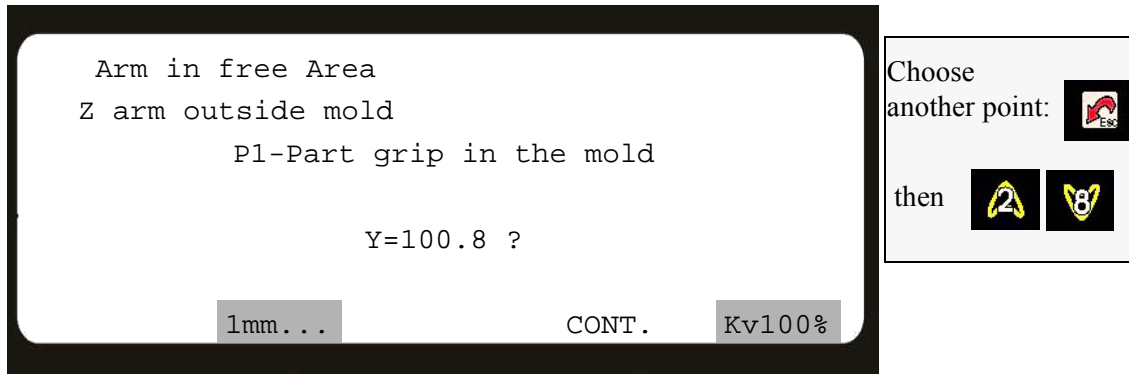 Arm in free Area
Z arm outside mold
P1-Part grip in the mold
Y=100.8 ?
1mm... CONT. Kv100%
Choose
another point: Esc
then 2 8